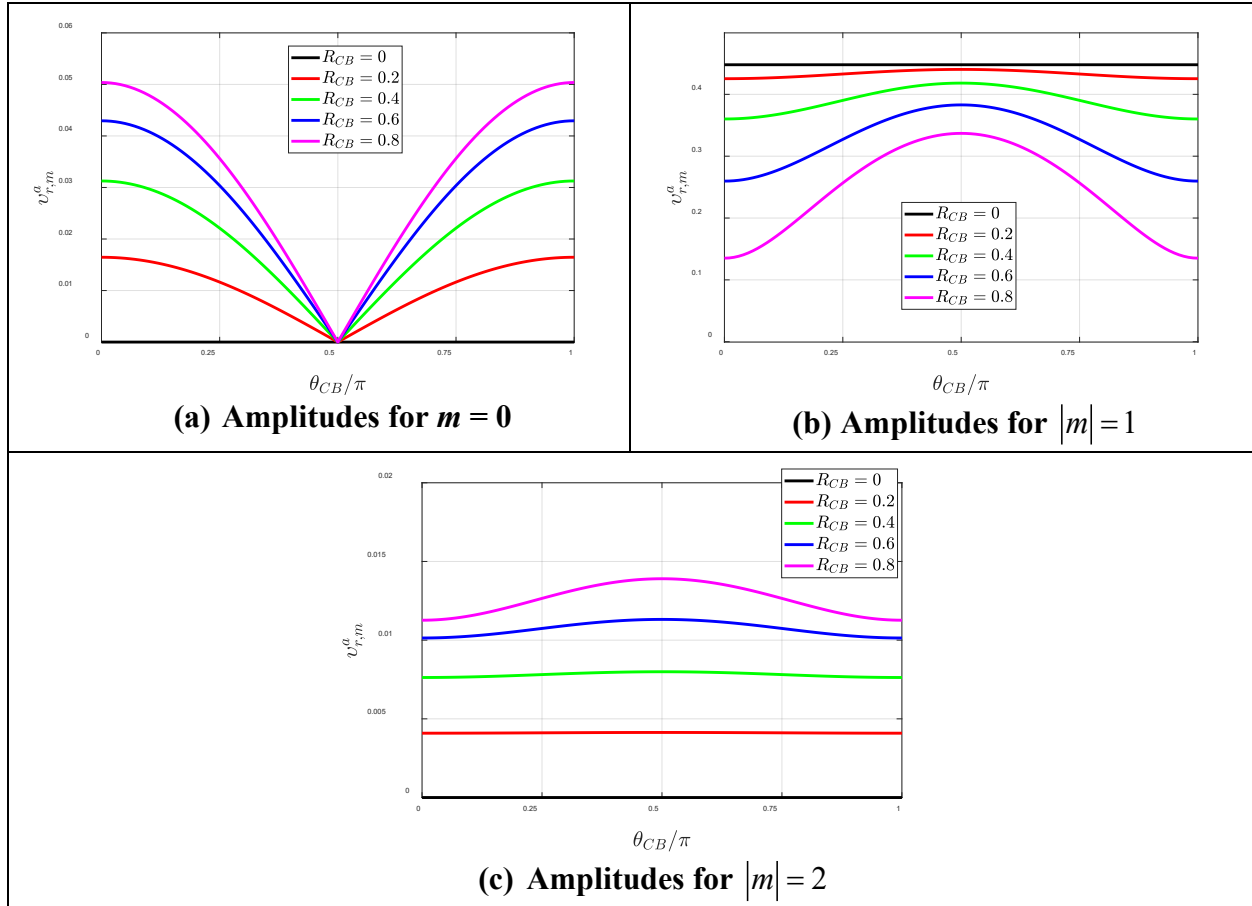 0.06
0.05
0.04
0.03
0.02
0.01
0
$v^a_{r,m}$
$R_{CB} = 0$
$R_{CB} = 0.2$
$R_{CB} = 0.4$
$R_{CB} = 0.6$
$R_{CB} = 0.8$
0 0.25 0.5 0.75 1
$\theta_{CB}/\pi$
(a) Amplitudes for m = 0
0.4
0.3
0.2
0.1
0
$v^a_{r,m}$
$R_{CB} = 0$
$R_{CB} = 0.2$
$R_{CB} = 0.4$
$R_{CB} = 0.6$
$R_{CB} = 0.8$
0 0.25 0.5 0.75 1
$\theta_{CB}/\pi$
(b) Amplitudes for |m| = 1
0.02
0.015
0.01
0.005
0
$v^a_{r,m}$
$R_{CB} = 0$
$R_{CB} = 0.2$
$R_{CB} = 0.4$
$R_{CB} = 0.6$
$R_{CB} = 0.8$
0 0.25 0.5 0.75 1
$\theta_{CB}/\pi$
(c) Amplitudes for |m| = 2